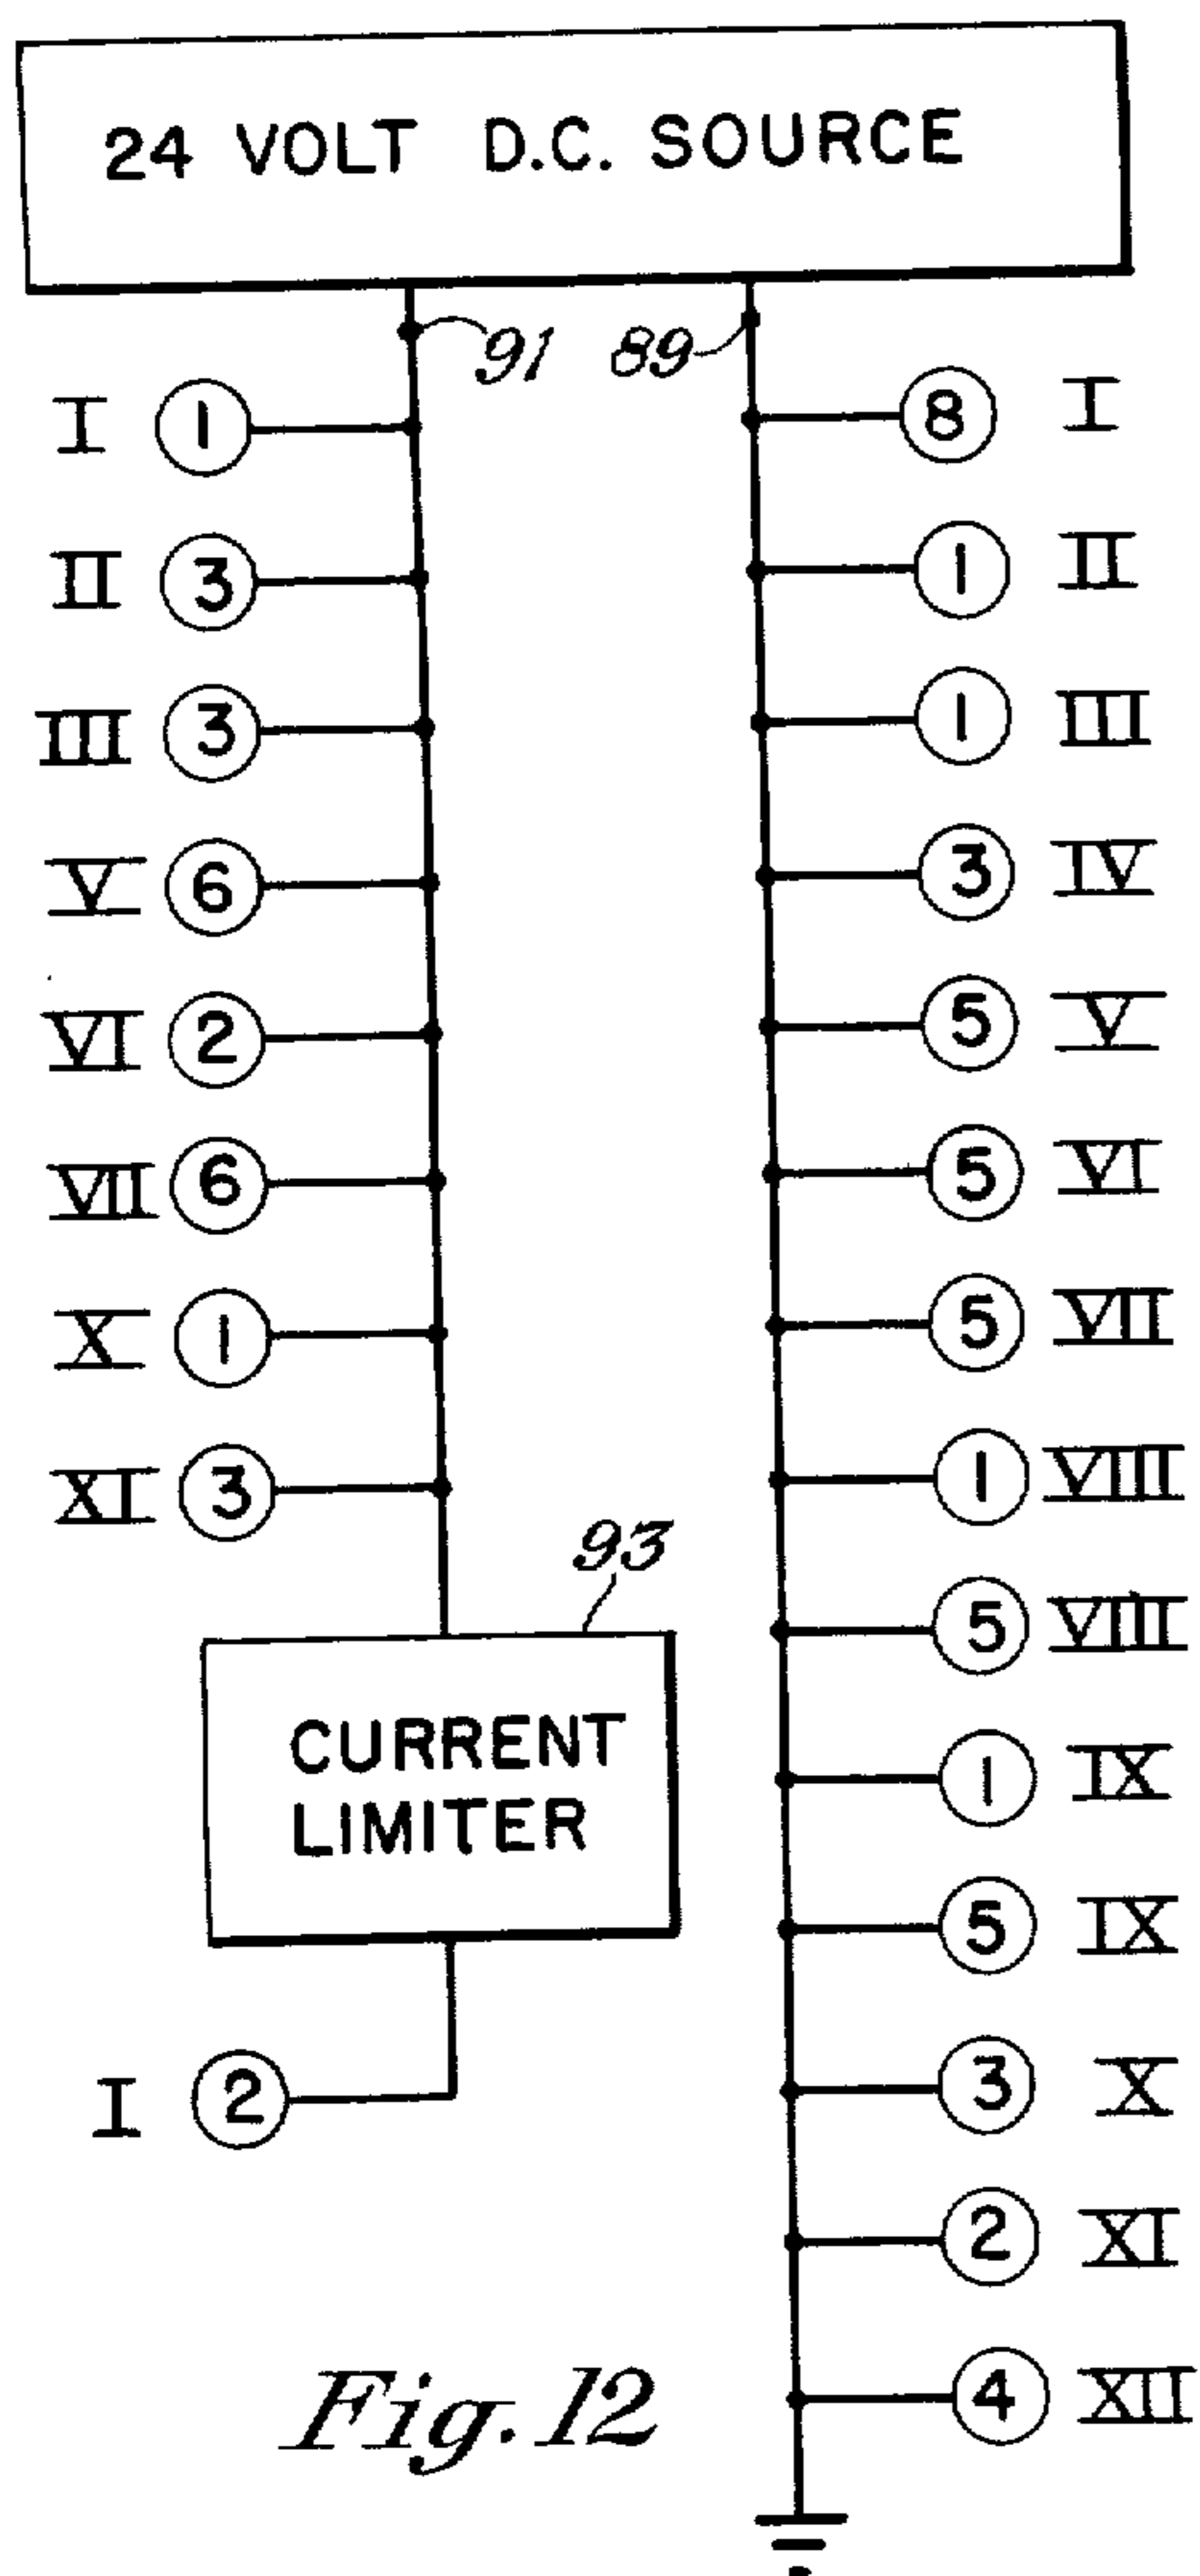 24 VOLT D.C. SOURCE
91 89
I 1 8 I
II 3 1 II
III 3 1 III
V 6 3 IV
VI 2 5 V
VII 6 5 VI
X 1 5 VII
XI 3 1 VIII
93
5 VIII
CURRENT
LIMITER
1 IX
5 IX
I 2 3 X
2 XI
4 XII
Fig. 12